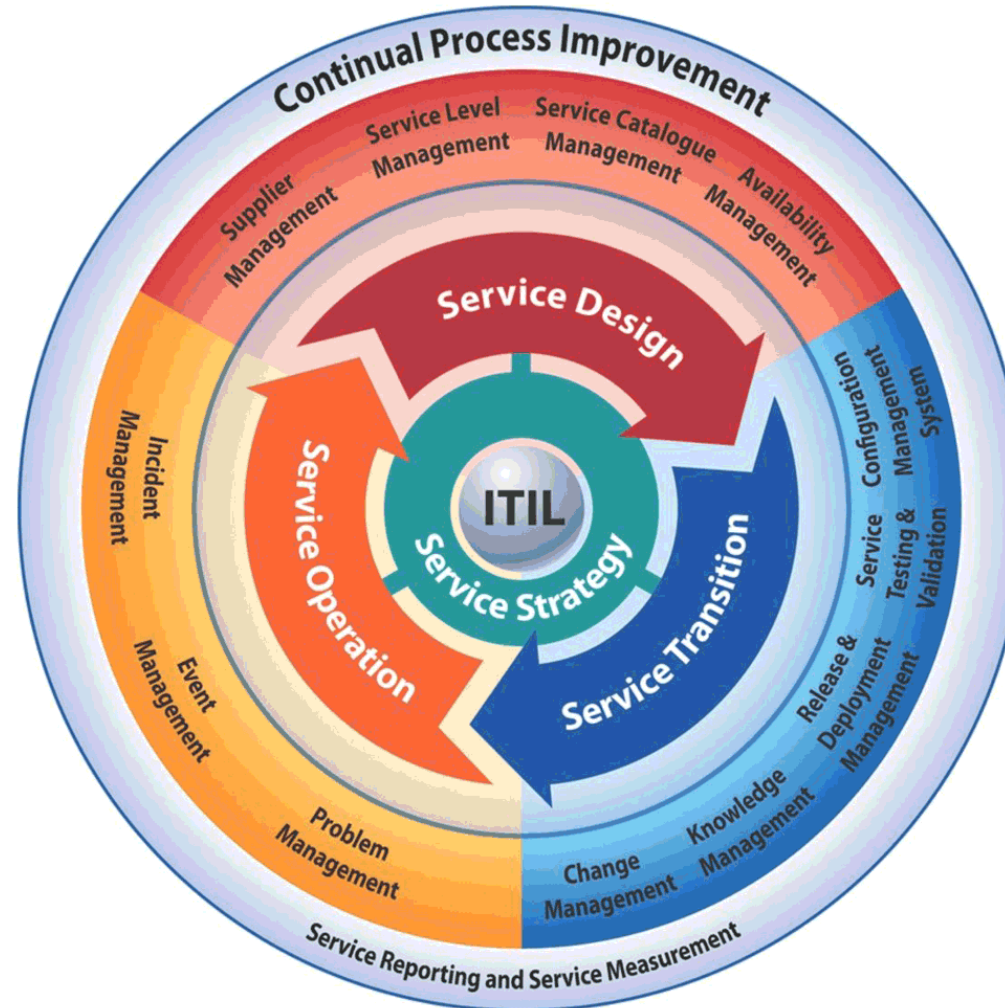 Continual Process Improvement
Supplier
Management
Service Level
Management
Service Catalogue
Management
Availability
Management
Service Design
Configuration
Management
System
Service
Testing &
Validation
Release &
Deployment
Management
Knowledge
Management
Change
Management
Service Transition
Incident
Management
Event
Management
Problem
Management
Service Operation
ITIL
Service Strategy
Service Reporting and Service Measurement